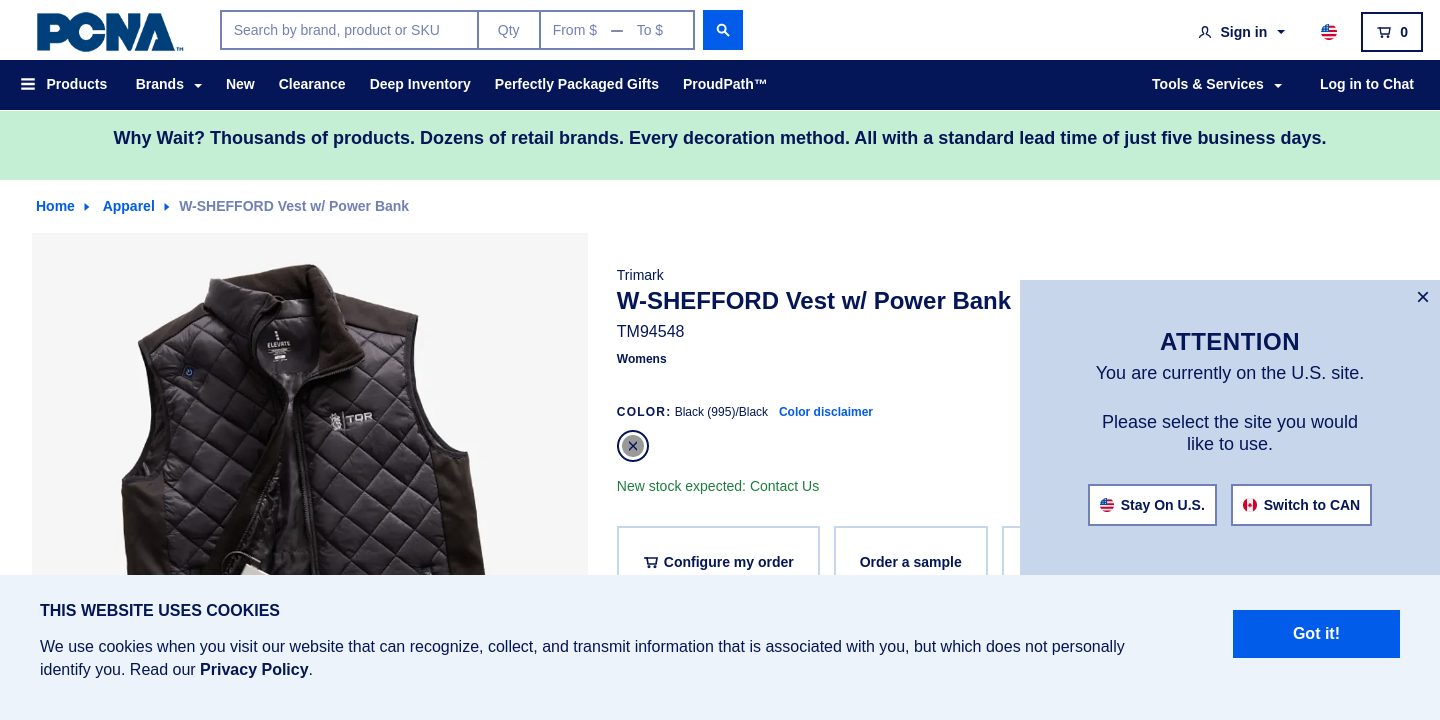 PCNA™
Search by brand, product or SKU
Qty
From $ — To $
Sign in
0
Products
Brands
New
Clearance
Deep Inventory
Perfectly Packaged Gifts
ProudPath™
Tools & Services
Log in to Chat
Why Wait? Thousands of products. Dozens of retail brands. Every decoration method. All with a standard lead time of just five business days.
Home
Apparel
W-SHEFFORD Vest w/ Power Bank
ELEVATE
TOR
Trimark
W-SHEFFORD Vest w/ Power Bank
TM94548
Womens
COLOR: Black (995)/Black Color disclaimer
New stock expected: Contact Us
Configure my order
Order a sample
ATTENTION
You are currently on the U.S. site.
Please select the site you would
like to use.
Stay On U.S.
Switch to CAN
THIS WEBSITE USES COOKIES
We use cookies when you visit our website that can recognize, collect, and transmit information that is associated with you, but which does not personally
identify you. Read our Privacy Policy.
Got it!